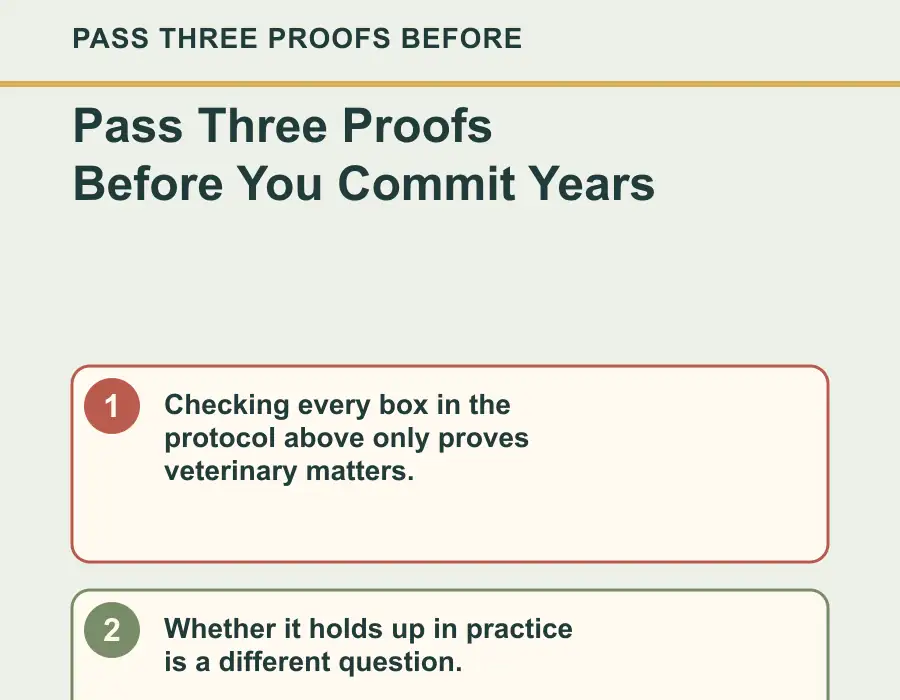 PASS THREE PROOFS BEFORE
Pass Three Proofs
Before You Commit Years
1
Checking every box in the
protocol above only proves
veterinary matters.
2
Whether it holds up in practice
is a different question.